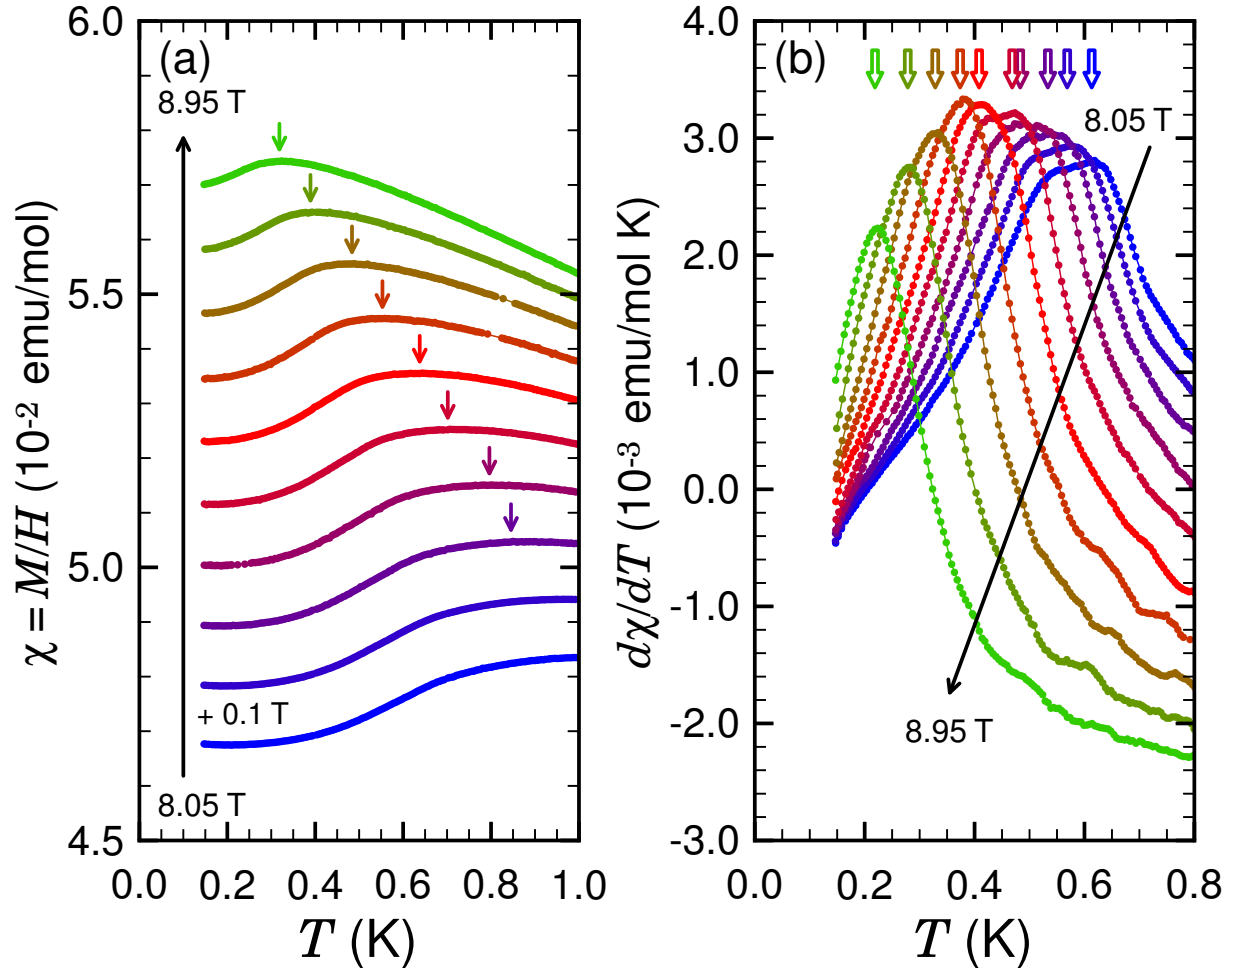 (a)
8.95 T
+ 0.1 T
8.05 T
6.0
5.5
5.0
4.5
0.0 0.2 0.4 0.6 0.8 1.0
T (K)
χ = M/H (10⁻² emu/mol)
(b)
8.05 T
8.95 T
4.0
3.0
2.0
1.0
0.0
-1.0
-2.0
-3.0
0.0 0.2 0.4 0.6 0.8
T (K)
dχ/dT (10⁻³ emu/mol K)